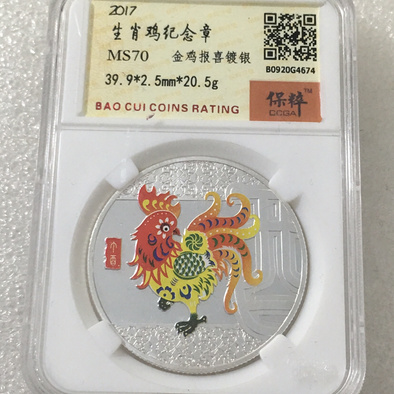 2017
生肖鸡纪念章
MS70 金鸡报喜镀银
39.9*2.5mm*20.5g
B0920G4674
BAO CUI COINS RATING
保粹 TM
CCGA